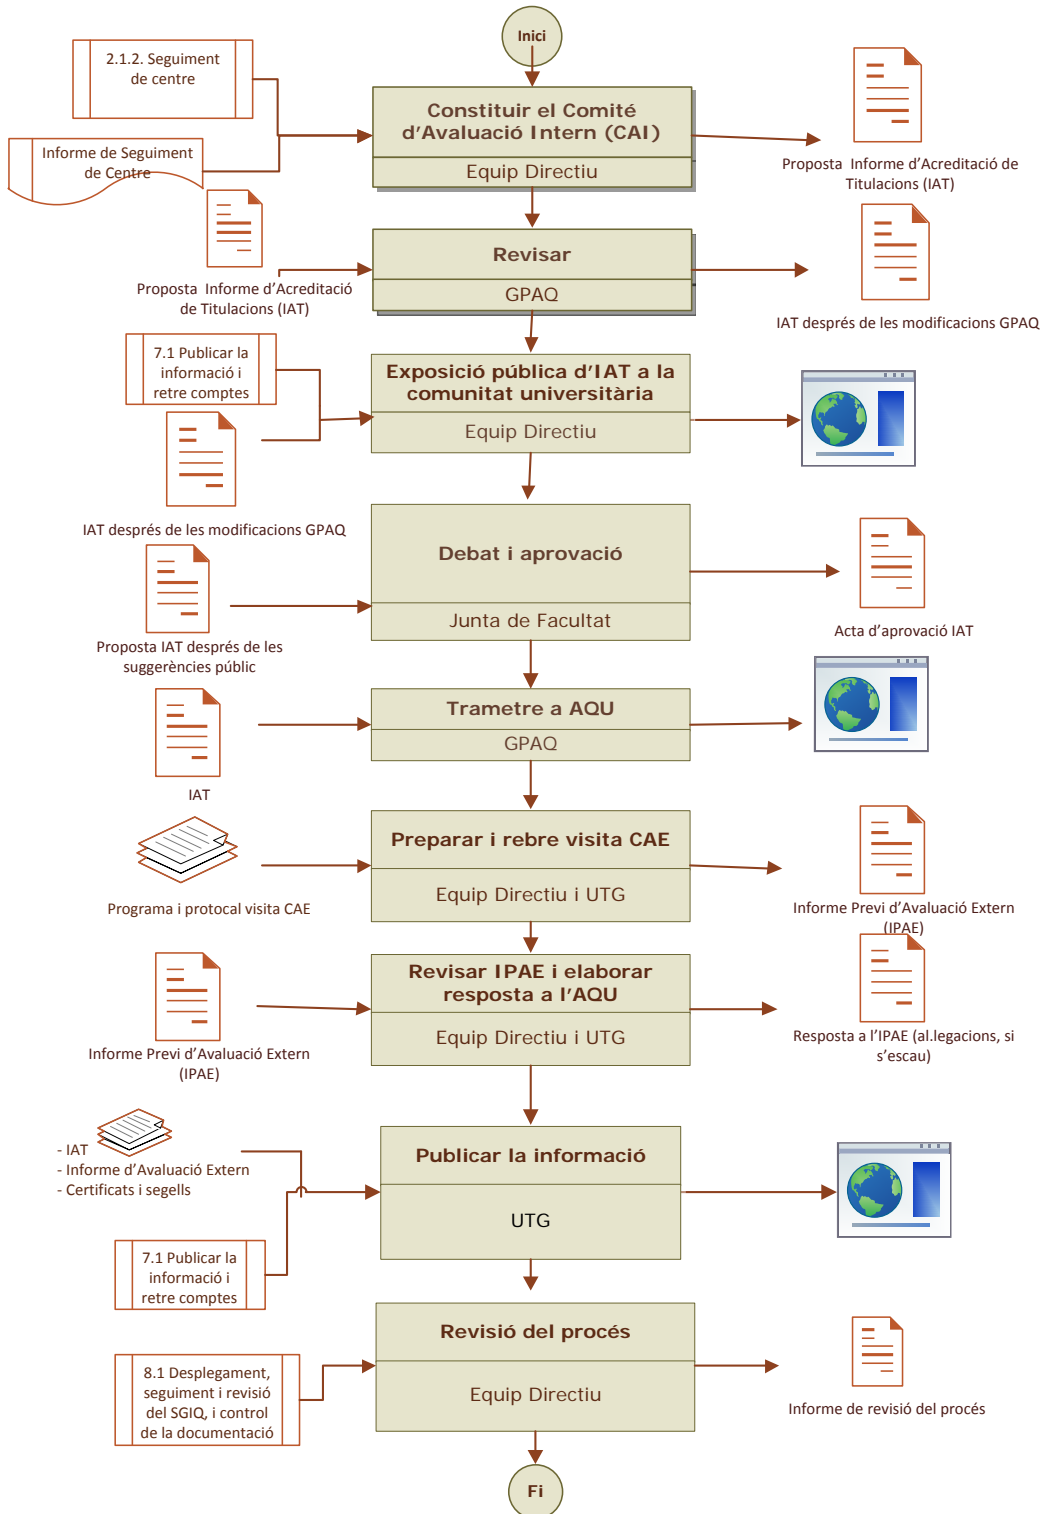 Inici
2.1.2. Seguiment
de centre
Constituir el Comité
d'Avaluació Intern (CAI)
Equip Directiu
Informe de Seguiment
de Centre
Proposta Informe d'Acreditació de
Titulacions (IAT)
Revisar
GPAQ
Proposta Informe d'Acreditació
de Titulacions (IAT)
IAT després de les modificacions GPAQ
7.1 Publicar la
informació i
retre comptes
Exposició pública d'IAT a la
comunitat universitària
Equip Directiu
IAT després de les modificacions GPAQ
Debat i aprovació
Junta de Facultat
Proposta IAT després de les
suggerències públic
Acta d'aprovació IAT
Trametre a AQU
GPAQ
IAT
Preparar i rebre visita CAE
Equip Directiu i UTG
Programa i protocal visita CAE
Informe Previ d'Avaluació Extern
(IPAE)
Revisar IPAE i elaborar
resposta a l'AQU
Equip Directiu i UTG
Informe Previ d'Avaluació Extern
(IPAE)
Resposta a l'IPAE (al.legacions, si
s'escau)
- IAT
- Informe d'Avaluació Extern
- Certificats i segells
Publicar la informació
UTG
7.1 Publicar la
informació i
retre comptes
Revisió del procés
Equip Directiu
8.1 Desplegament,
seguiment i revisió
del SGIQ, i control
de la documentació
Informe de revisió del procés
Fi